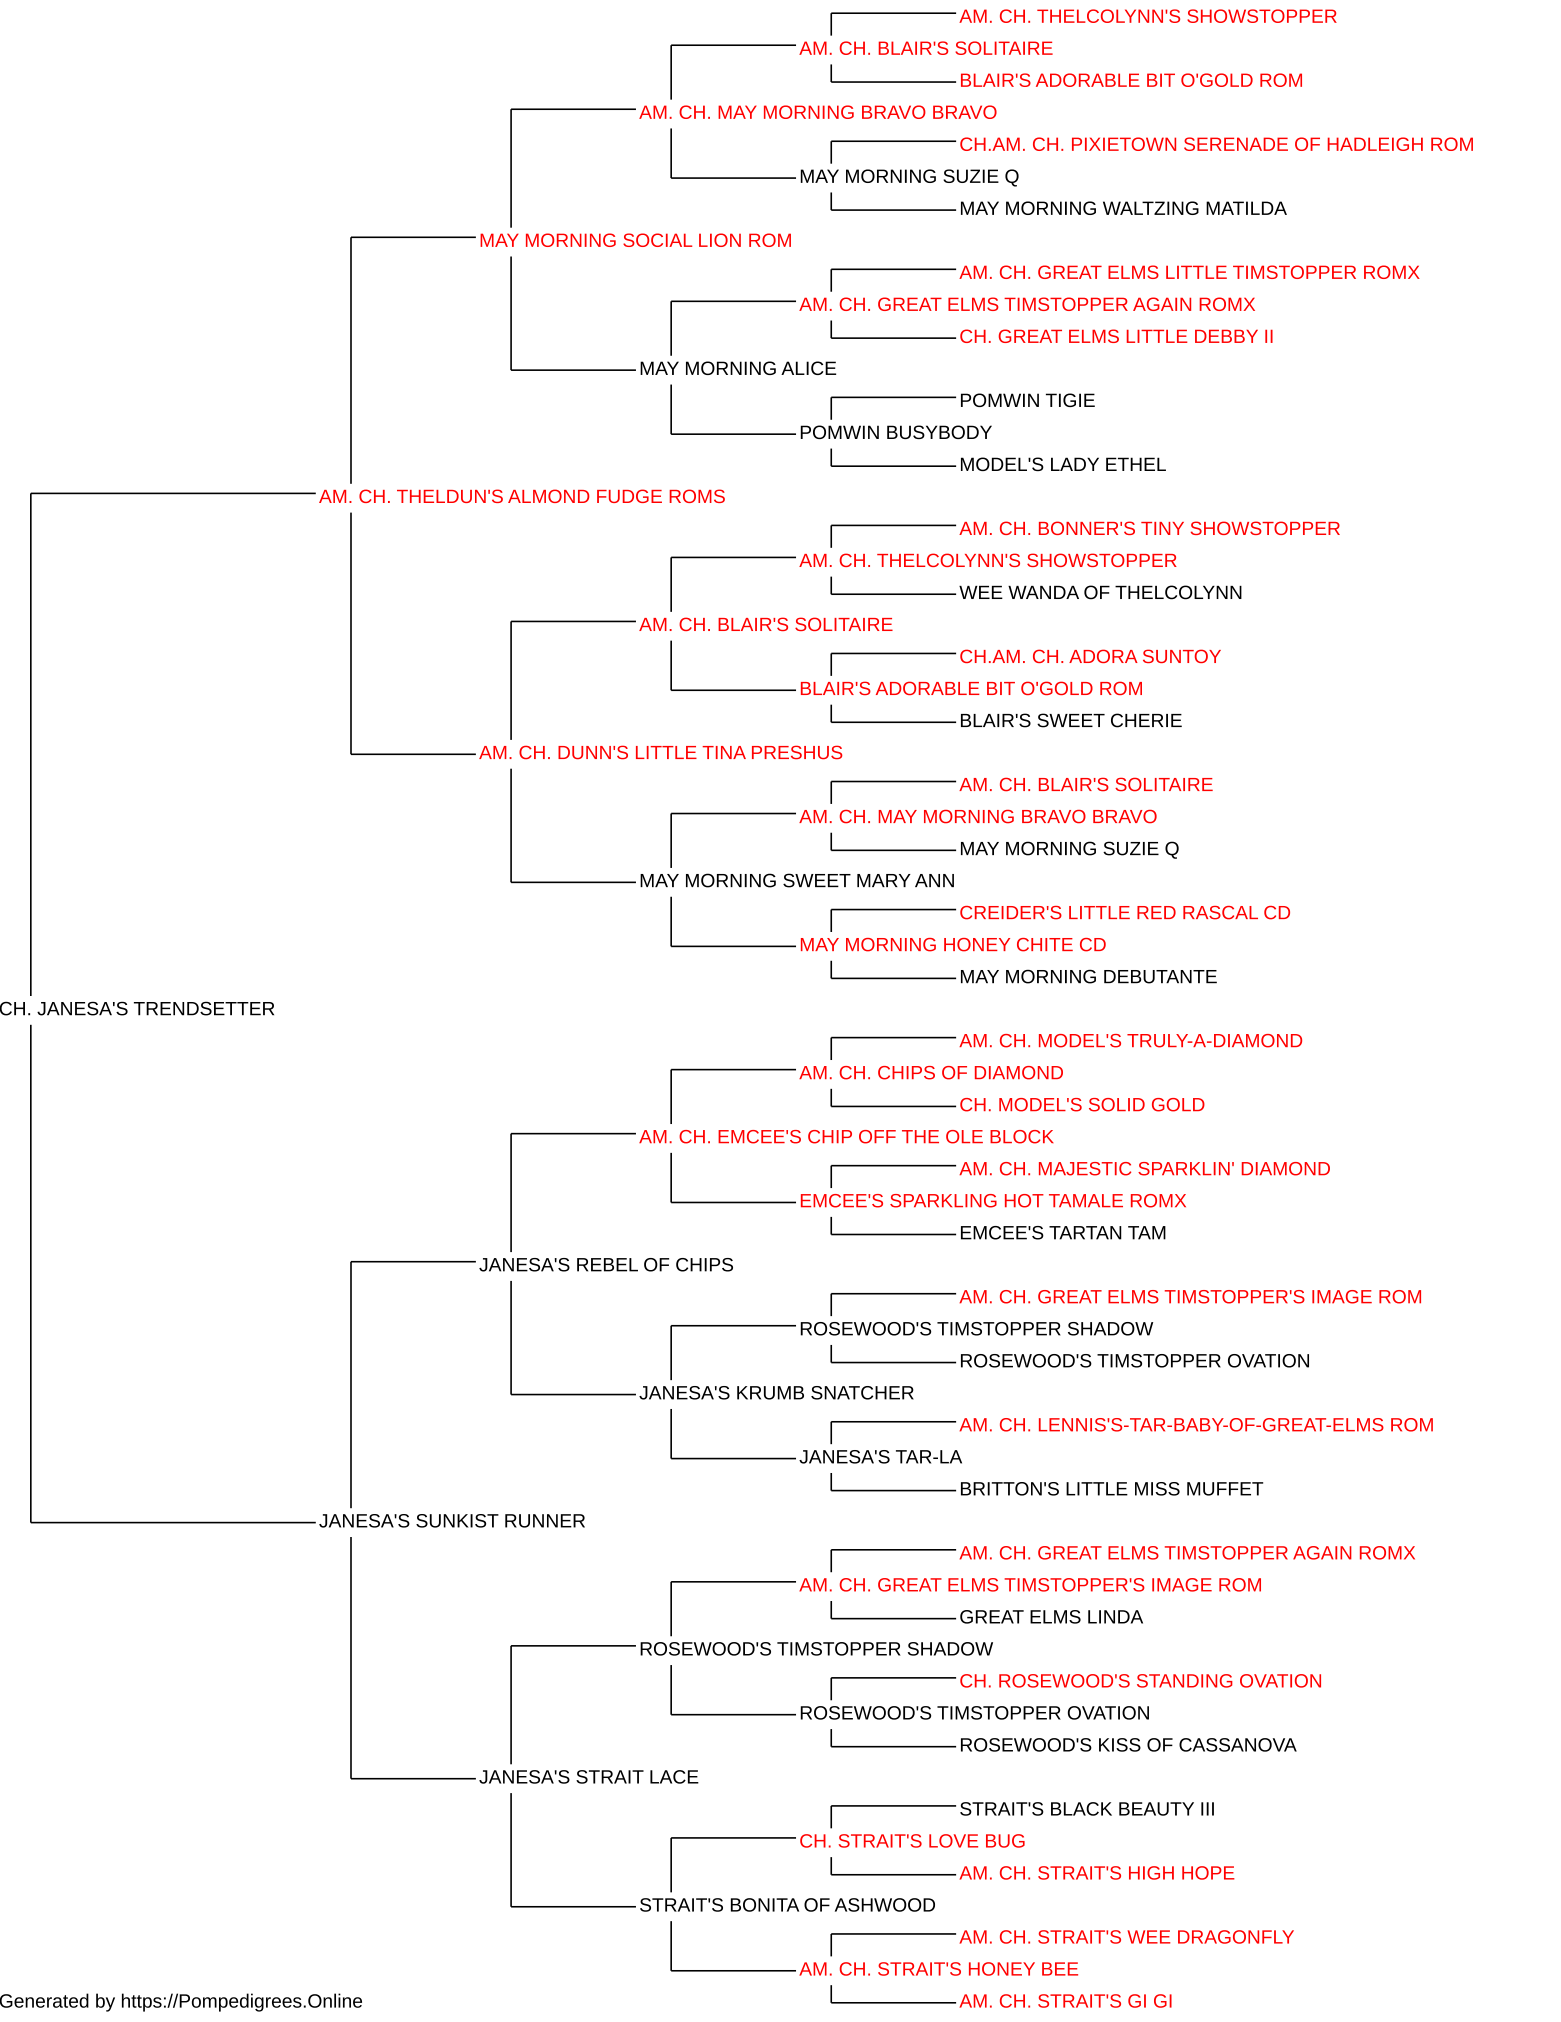 AM. CH. THELCOLYNN'S SHOWSTOPPER
AM. CH. BLAIR'S SOLITAIRE
BLAIR'S ADORABLE BIT O'GOLD ROM
AM. CH. MAY MORNING BRAVO BRAVO
CH.AM. CH. PIXIETOWN SERENADE OF HADLEIGH ROM
MAY MORNING SUZIE Q
MAY MORNING WALTZING MATILDA
MAY MORNING SOCIAL LION ROM
AM. CH. GREAT ELMS LITTLE TIMSTOPPER ROMX
AM. CH. GREAT ELMS TIMSTOPPER AGAIN ROMX
CH. GREAT ELMS LITTLE DEBBY II
MAY MORNING ALICE
POMWIN TIGIE
POMWIN BUSYBODY
MODEL'S LADY ETHEL
AM. CH. THELDUN'S ALMOND FUDGE ROMS
AM. CH. BONNER'S TINY SHOWSTOPPER
AM. CH. THELCOLYNN'S SHOWSTOPPER
WEE WANDA OF THELCOLYNN
AM. CH. BLAIR'S SOLITAIRE
CH.AM. CH. ADORA SUNTOY
BLAIR'S ADORABLE BIT O'GOLD ROM
BLAIR'S SWEET CHERIE
AM. CH. DUNN'S LITTLE TINA PRESHUS
AM. CH. BLAIR'S SOLITAIRE
AM. CH. MAY MORNING BRAVO BRAVO
MAY MORNING SUZIE Q
MAY MORNING SWEET MARY ANN
CREIDER'S LITTLE RED RASCAL CD
MAY MORNING HONEY CHITE CD
MAY MORNING DEBUTANTE
CH. JANESA'S TRENDSETTER
AM. CH. MODEL'S TRULY-A-DIAMOND
AM. CH. CHIPS OF DIAMOND
CH. MODEL'S SOLID GOLD
AM. CH. EMCEE'S CHIP OFF THE OLE BLOCK
AM. CH. MAJESTIC SPARKLIN' DIAMOND
EMCEE'S SPARKLING HOT TAMALE ROMX
EMCEE'S TARTAN TAM
JANESA'S REBEL OF CHIPS
AM. CH. GREAT ELMS TIMSTOPPER'S IMAGE ROM
ROSEWOOD'S TIMSTOPPER SHADOW
ROSEWOOD'S TIMSTOPPER OVATION
JANESA'S KRUMB SNATCHER
AM. CH. LENNIS'S-TAR-BABY-OF-GREAT-ELMS ROM
JANESA'S TAR-LA
BRITTON'S LITTLE MISS MUFFET
JANESA'S SUNKIST RUNNER
AM. CH. GREAT ELMS TIMSTOPPER AGAIN ROMX
AM. CH. GREAT ELMS TIMSTOPPER'S IMAGE ROM
GREAT ELMS LINDA
ROSEWOOD'S TIMSTOPPER SHADOW
CH. ROSEWOOD'S STANDING OVATION
ROSEWOOD'S TIMSTOPPER OVATION
ROSEWOOD'S KISS OF CASSANOVA
JANESA'S STRAIT LACE
STRAIT'S BLACK BEAUTY III
CH. STRAIT'S LOVE BUG
AM. CH. STRAIT'S HIGH HOPE
STRAIT'S BONITA OF ASHWOOD
AM. CH. STRAIT'S WEE DRAGONFLY
AM. CH. STRAIT'S HONEY BEE
AM. CH. STRAIT'S GI GI
Generated by https://Pompedigrees.Online